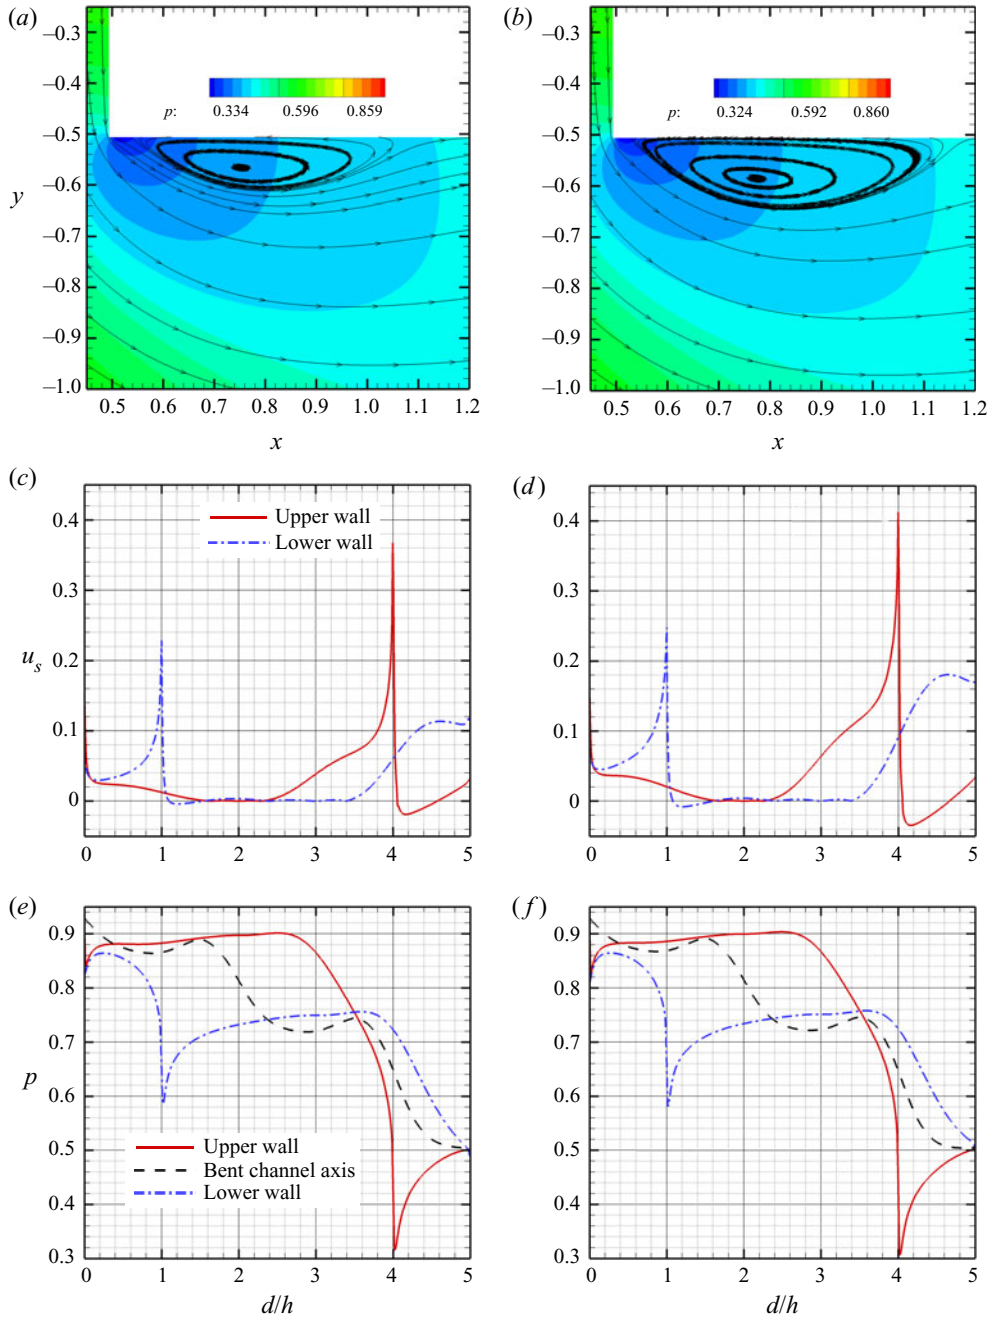 (a)
(b)
–0.3
–0.4
–0.5
–0.6
–0.7
–0.8
–0.9
–1.0
y
p:
0.334 0.596 0.859
0.5 0.6 0.7 0.8 0.9 1.0 1.1 1.2
x
–0.3
–0.4
–0.5
–0.6
–0.7
–0.8
–0.9
–1.0
p:
0.324 0.592 0.860
0.5 0.6 0.7 0.8 0.9 1.0 1.1 1.2
x
(c)
(d)
0.4
0.3
0.2
0.1
0
u_s
Upper wall
Lower wall
0 1 2 3 4 5
0.4
0.3
0.2
0.1
0
0 1 2 3 4 5
(e)
(f)
0.9
0.8
0.7
0.6
0.5
0.4
0.3
p
Upper wall
Bent channel axis
Lower wall
0 1 2 3 4 5
d/h
0.9
0.8
0.7
0.6
0.5
0.4
0.3
0 1 2 3 4 5
d/h